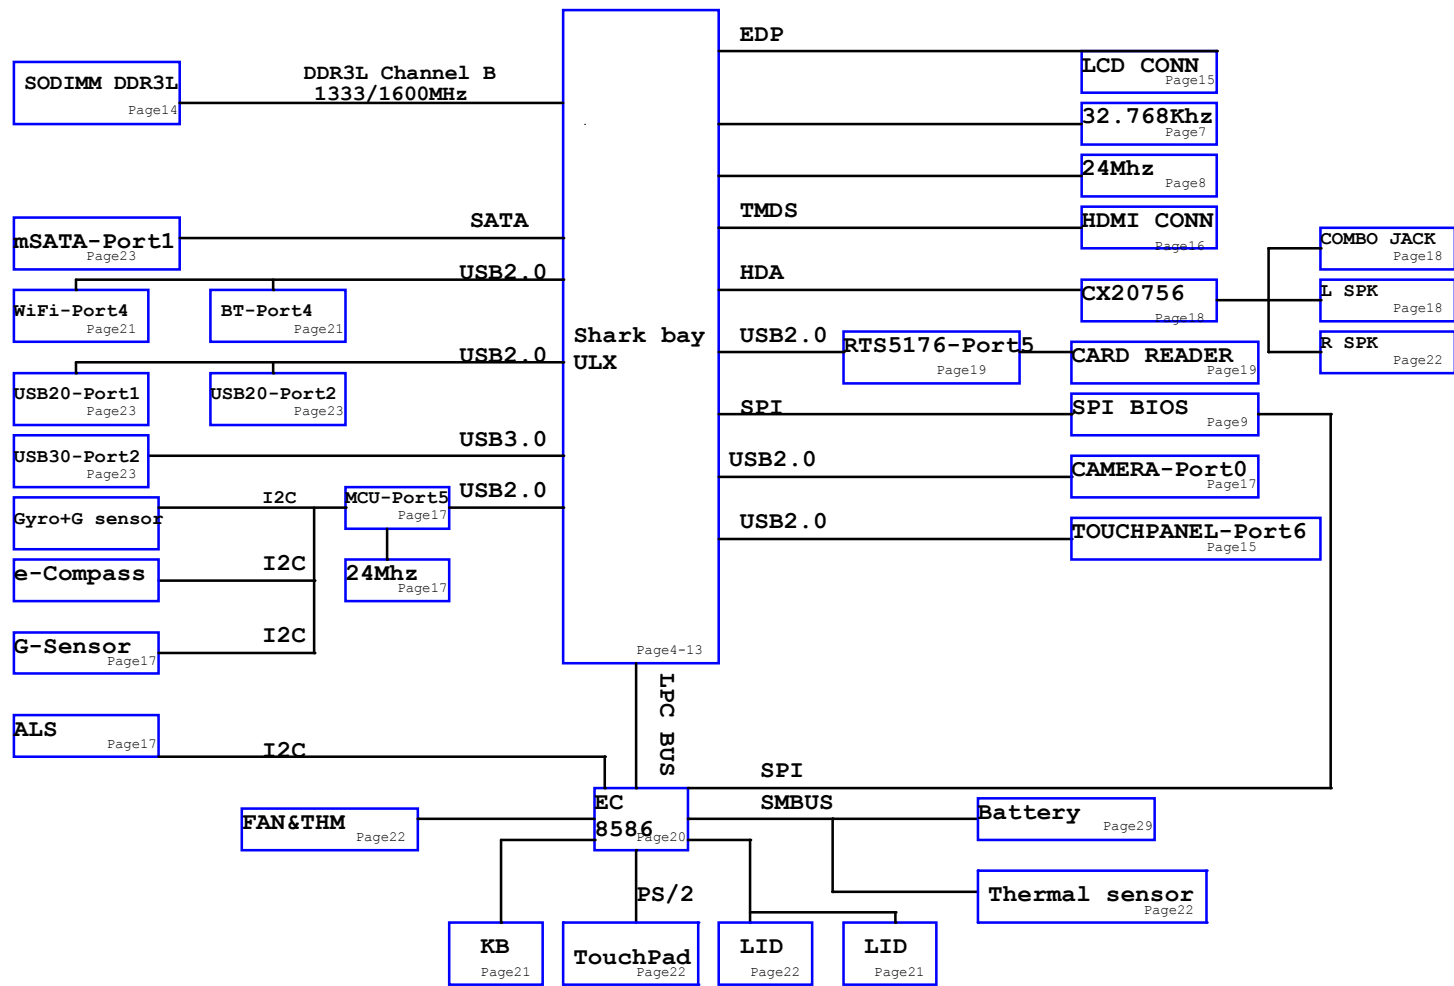 EDP
LCD CONN
Page15
SODIMM DDR3L
Page14
DDR3L Channel B
1333/1600MHz
32.768Khz
Page7
24Mhz
Page8
mSATA-Port1
Page23
SATA
TMDS
HDMI CONN
Page16
COMBO JACK
Page18
WiFi-Port4
Page21
BT-Port4
Page21
USB2.0
HDA
CX20756
Page18
L SPK
Page18
Shark bay
ULX
USB2.0
RTS5176-Port5
Page19
CARD READER
Page19
R SPK
Page22
USB20-Port1
Page23
USB20-Port2
Page23
USB2.0
SPI
SPI BIOS
Page9
USB30-Port2
Page23
USB3.0
USB2.0
CAMERA-Port0
Page17
Gyro+G sensor
I2C
MCU-Port5
Page17
USB2.0
USB2.0
TOUCHPANEL-Port6
Page15
e-Compass
I2C
24Mhz
Page17
G-Sensor
Page17
I2C
Page4-13
LPC BUS
ALS
Page17
I2C
SPI
SMBUS
EC
8586
Page20
FAN&THM
Page22
Battery
Page29
PS/2
Thermal sensor
Page22
KB
Page21
TouchPad
Page22
LID
Page22
LID
Page21